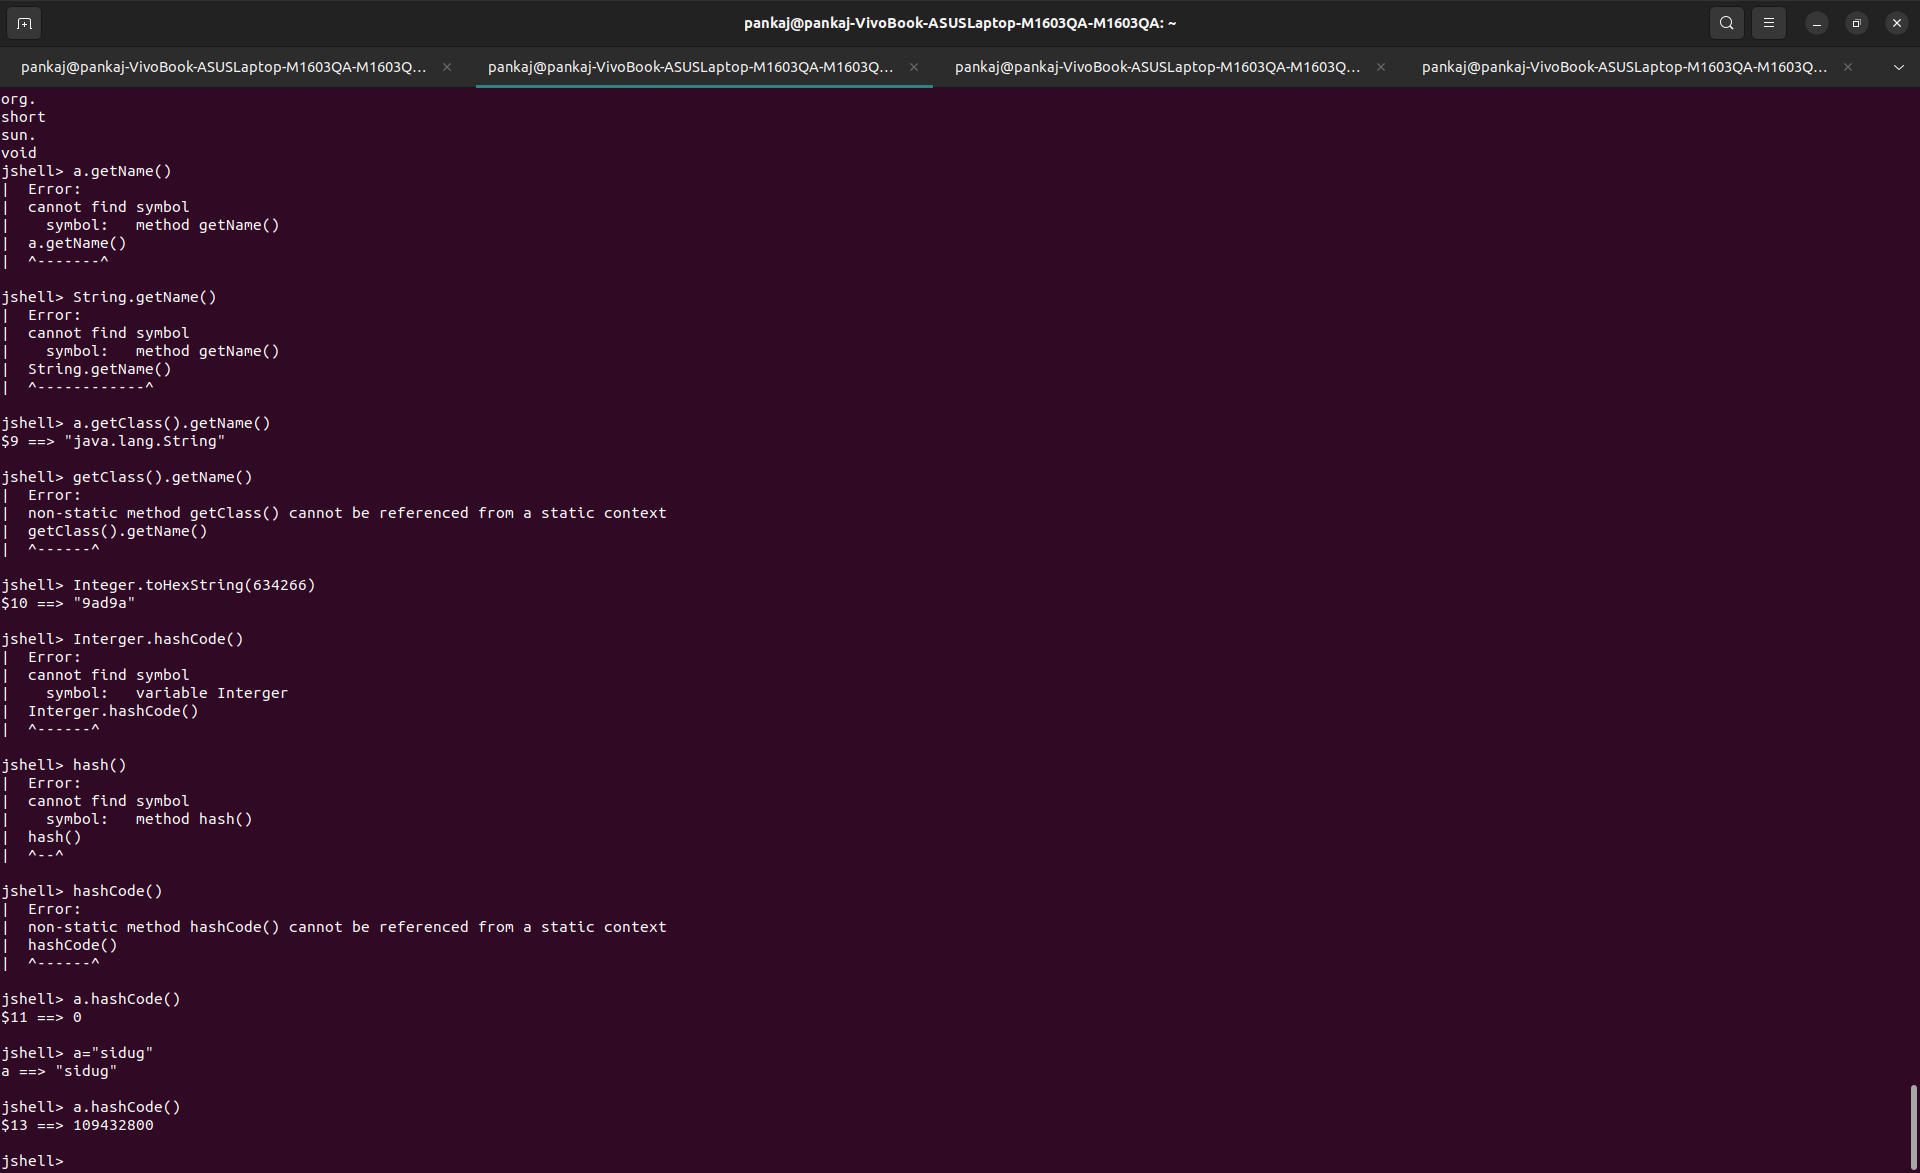 pankaj@pankaj-VivoBook-ASUSLaptop-M1603QA-M1603QA: ~
pankaj@pankaj-VivoBook-ASUSLaptop-M1603QA-M1603Q...
pankaj@pankaj-VivoBook-ASUSLaptop-M1603QA-M1603Q...
pankaj@pankaj-VivoBook-ASUSLaptop-M1603QA-M1603Q...
pankaj@pankaj-VivoBook-ASUSLaptop-M1603QA-M1603Q...
org.
short
sun.
void
jshell> a.getName()
|  Error:
|  cannot find symbol
|    symbol:   method getName()
|  a.getName()
|  ^-------^
jshell> String.getName()
|  Error:
|  cannot find symbol
|    symbol:   method getName()
|  String.getName()
|  ^------------^
jshell> a.getClass().getName()
$9 ==> "java.lang.String"
jshell> getClass().getName()
|  Error:
|  non-static method getClass() cannot be referenced from a static context
|  getClass().getName()
|  ^------^
jshell> Integer.toHexString(634266)
$10 ==> "9ad9a"
jshell> Interger.hashCode()
|  Error:
|  cannot find symbol
|    symbol:   variable Interger
|  Interger.hashCode()
|  ^------^
jshell> hash()
|  Error:
|  cannot find symbol
|    symbol:   method hash()
|  hash()
|  ^--^
jshell> hashCode()
|  Error:
|  non-static method hashCode() cannot be referenced from a static context
|  hashCode()
|  ^------^
jshell> a.hashCode()
$11 ==> 0
jshell> a="sidug"
a ==> "sidug"
jshell> a.hashCode()
$13 ==> 109432800
jshell>